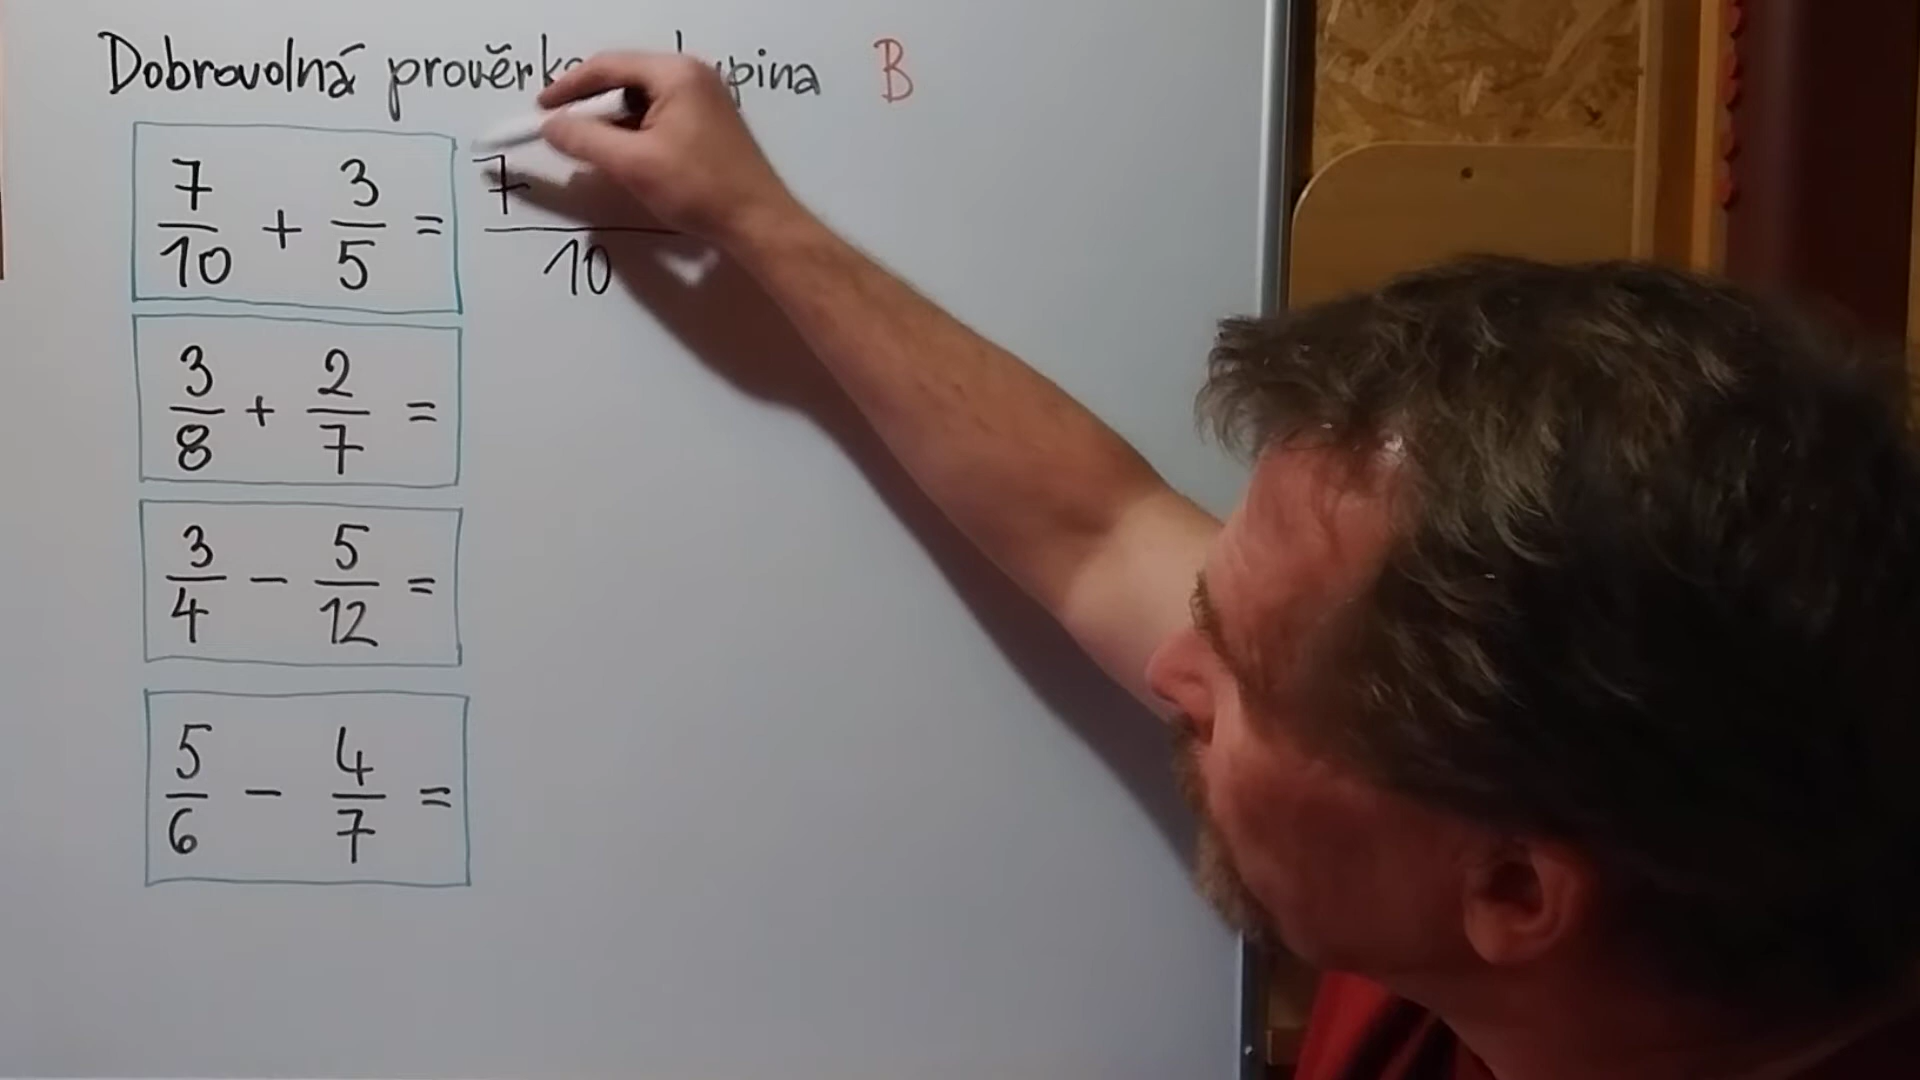 Dobrovolná prověrka B
7/10 + 3/5 = 7/10
3/8 + 2/7 =
3/4 - 5/12 =
5/6 - 4/7 =